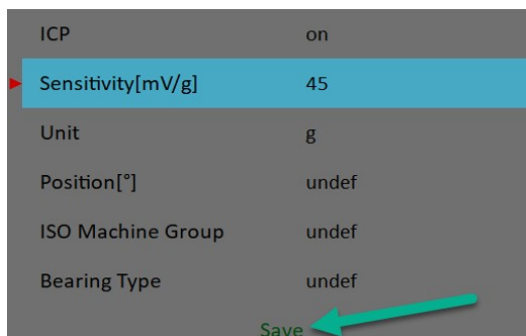 ICP on
Sensitivity[mV/g] 45
Unit g
Position[°] undef
ISO Machine Group undef
Bearing Type undef
Save